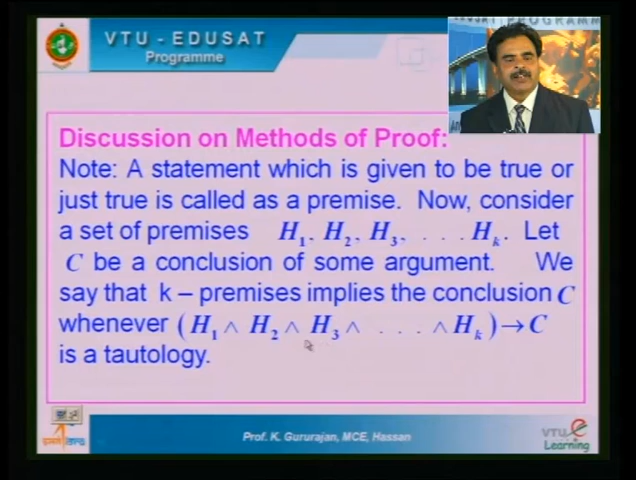 VTU - EDUSAT
Programme
Discussion on Methods of Proof:
Note: A statement which is given to be true or
just true is called as a premise. Now, consider
a set of premises H₁, H₂, H₃, . . . Hₖ. Let
C be a conclusion of some argument. We
say that k – premises implies the conclusion C
whenever (H₁ ∧ H₂ ∧ H₃ ∧ . . . ∧ Hₖ) → C
is a tautology.
Prof. K. Gururajan, MCE, Hassan
VTU e
Learning